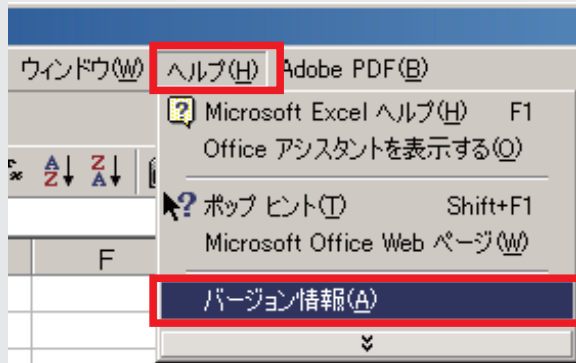 ウィンドウ(W) ヘルプ(H) Adobe PDF(B)
Microsoft Excel ヘルプ(H) F1
Office アシスタントを表示する(O)
ポップ ヒント(T) Shift+F1
Microsoft Office Web ページ(W)
F
バージョン情報(A)